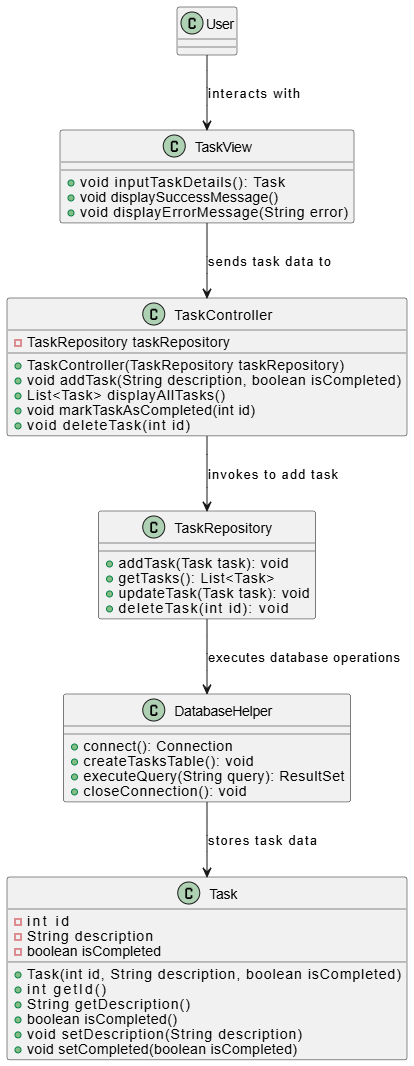 C User
interacts with
C TaskView
void inputTaskDetails(): Task
void displaySuccessMessage()
void displayErrorMessage(String error)
sends task data to
C TaskController
TaskRepository taskRepository
TaskController(TaskRepository taskRepository)
void addTask(String description, boolean isCompleted)
List<Task> displayAllTasks()
void markTaskAsCompleted(int id)
void deleteTask(int id)
invokes to add task
C TaskRepository
addTask(Task task): void
getTasks(): List<Task>
updateTask(Task task): void
deleteTask(int id): void
executes database operations
C DatabaseHelper
connect(): Connection
createTasksTable(): void
executeQuery(String query): ResultSet
closeConnection(): void
stores task data
C Task
int id
String description
boolean isCompleted
Task(int id, String description, boolean isCompleted)
int getId()
String getDescription()
boolean isCompleted()
void setDescription(String description)
void setCompleted(boolean isCompleted)